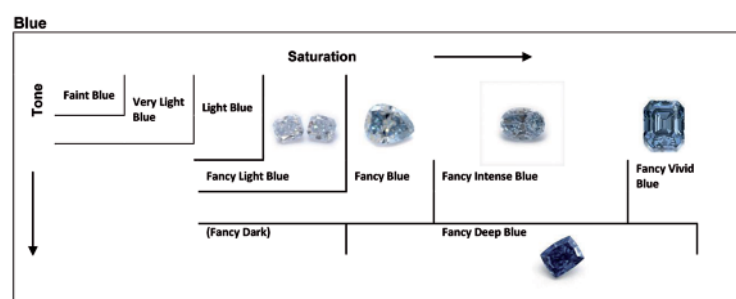 Blue
Saturation
Tone
Faint Blue
Very Light
Blue
Light Blue
Fancy Light Blue
Fancy Blue
Fancy Intense Blue
Fancy Vivid
Blue
(Fancy Dark)
Fancy Deep Blue